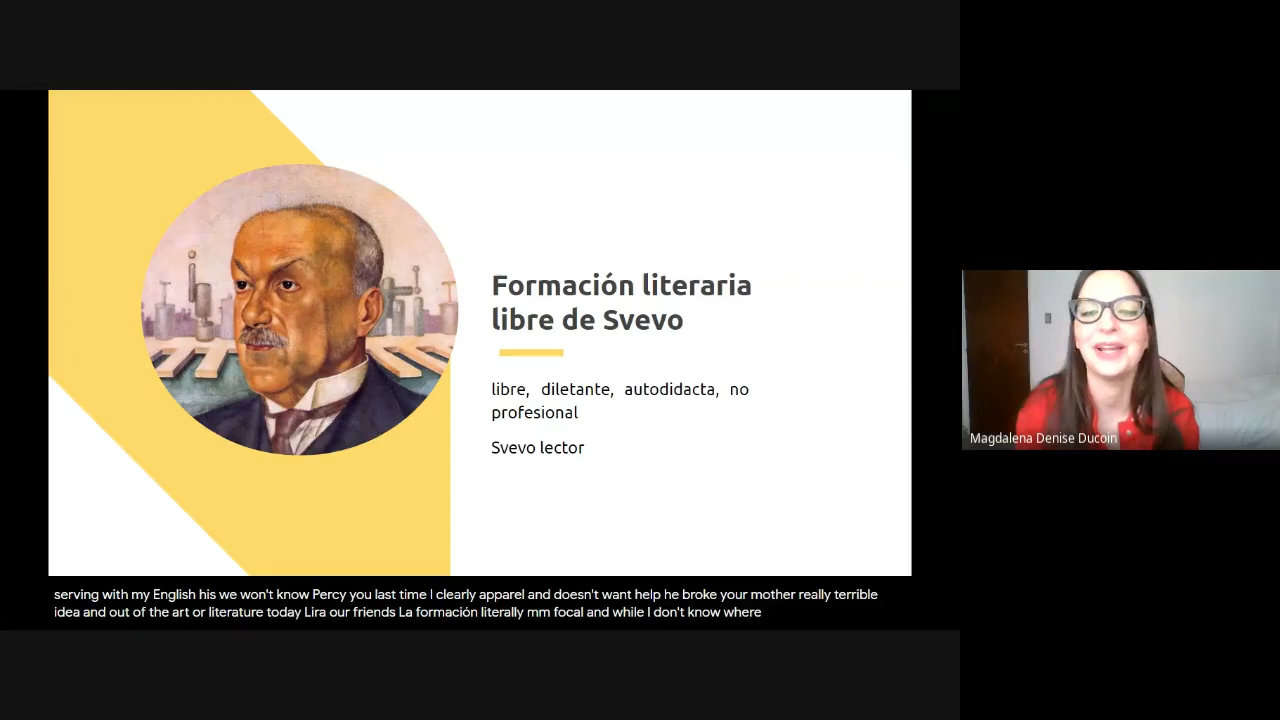 Formación literaria
libre de Svevo
libre, diletante, autodidacta, no
profesional
Svevo lector
Magdalena Denise Ducoin
serving with my English his we won't know Percy you last time I clearly apparel and doesn't want help he broke your mother really terrible
idea and out of the art or literature today Lira our friends La formación literally mm focal and while I don't know where